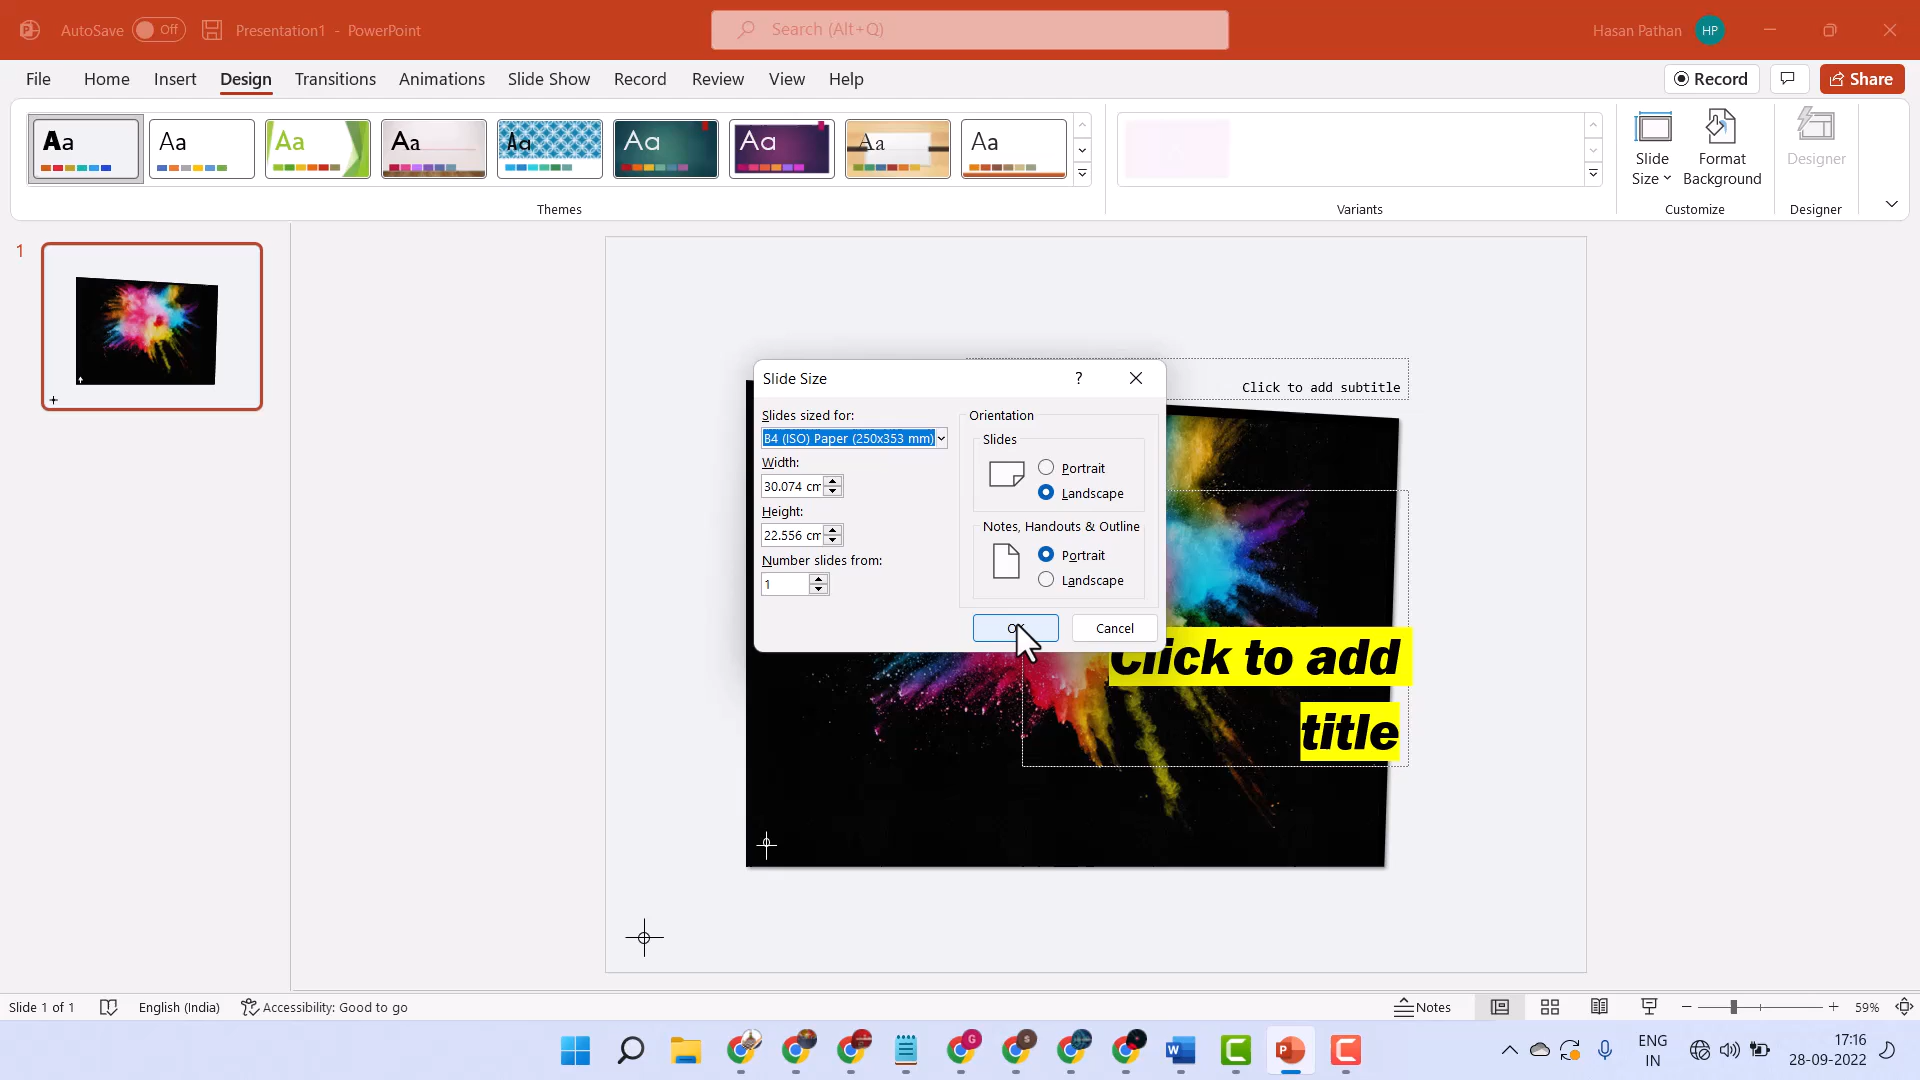 AutoSave Off Presentation1 - PowerPoint Search (Alt+Q) Hasan Pathan HP
File Home Insert Design Transitions Animations Slide Show Record Review View Help Record Share
Aa Aa Aa Aa Aa Aa Aa Aa Aa
Slide Size Format Background Designer
Themes Variants Customize Designer
1
Click to add subtitle
Slide Size ?
Slides sized for:
B4 (ISO) Paper (250x353 mm)
Width:
30.074 cm
Height:
22.556 cm
Number slides from:
1
Orientation
Slides
Portrait
Landscape
Notes, Handouts & Outline
Portrait
Landscape
Cancel
Click to add
title
Slide 1 of 1 English (India) Accessibility: Good to go Notes 59%
G S
ENG
IN
17:16
28-09-2022